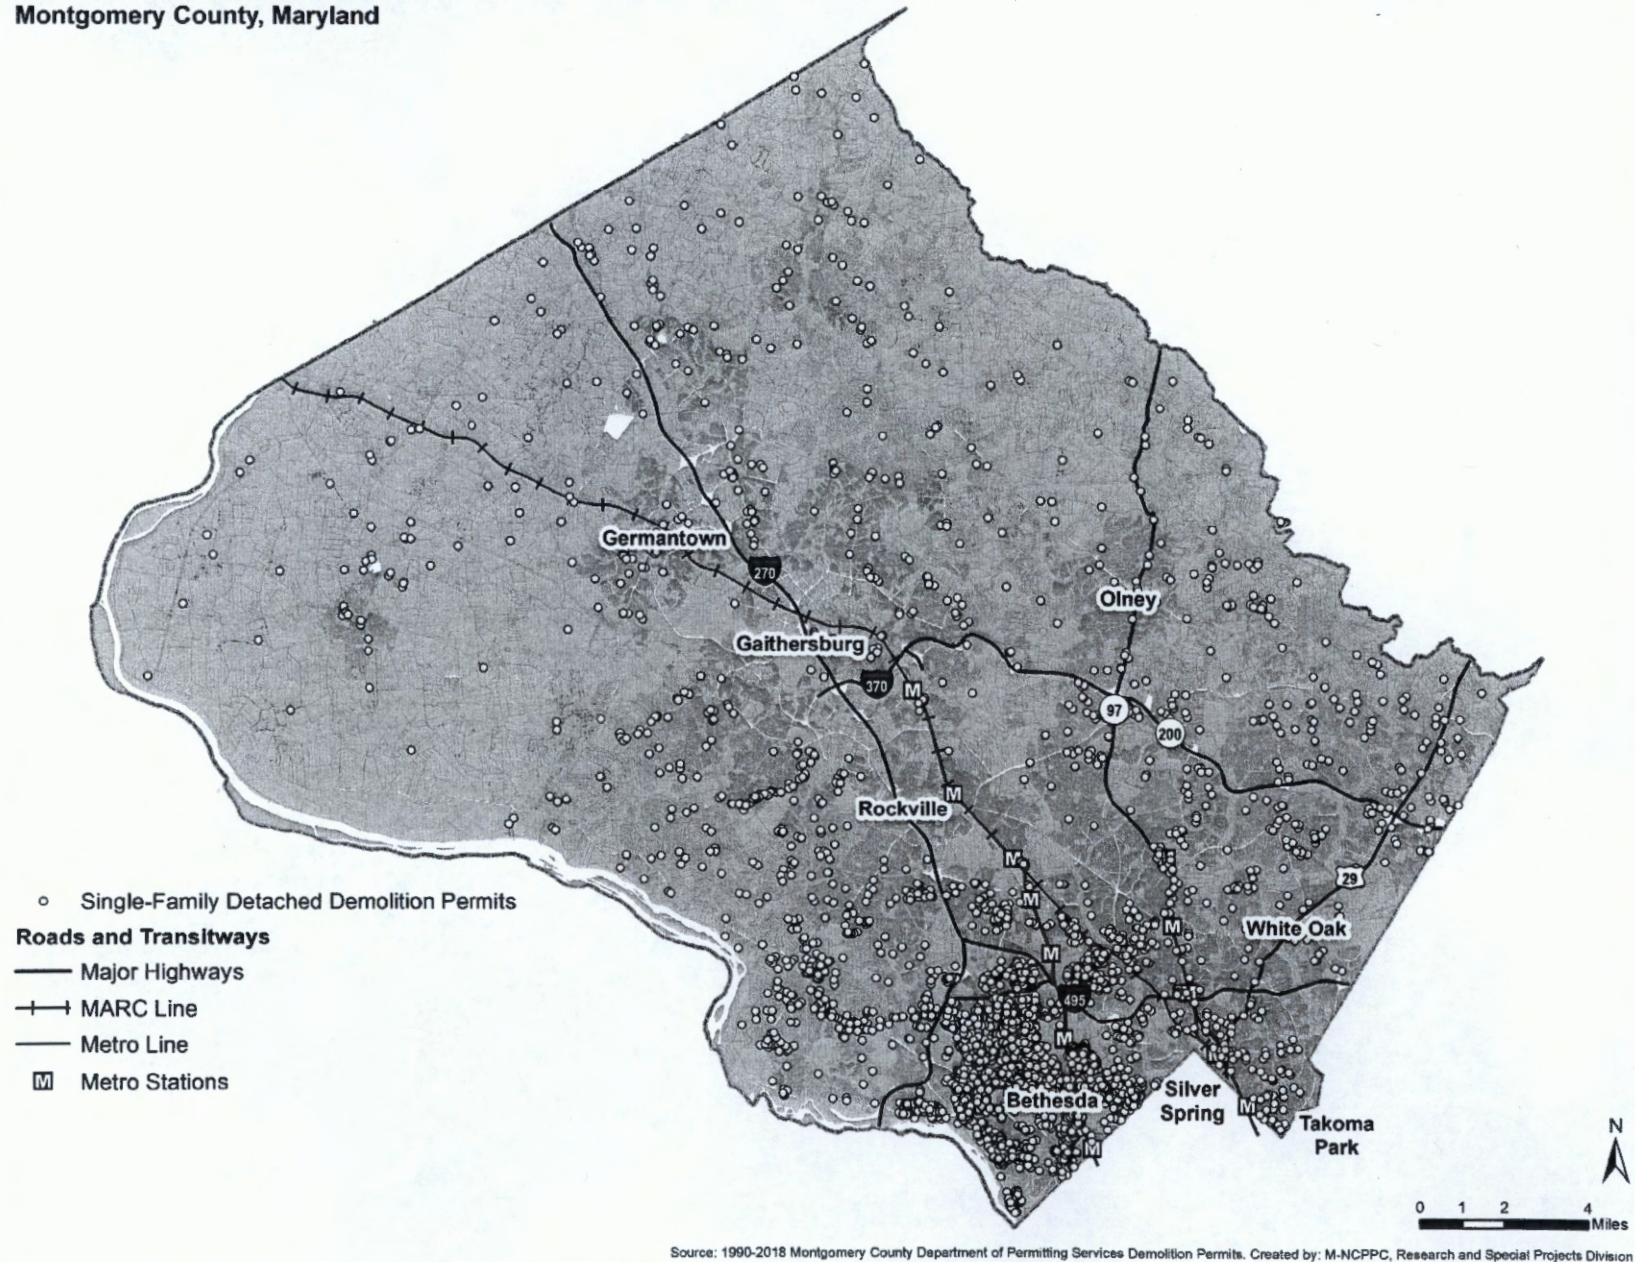 Montgomery County, Maryland
Germantown
270
Olney
Gaithersburg
370
M
97
200
M
Rockville
M
M
29
M
White Oak
M
495
M
M
Bethesda
Silver
Spring
M
Takoma
Park
M
Single-Family Detached Demolition Permits
Roads and Transitways
Major Highways
MARC Line
Metro Line
M Metro Stations
N
0 1 2 4
Miles
Source: 1990-2018 Montgomery County Department of Permitting Services Demolition Permits. Created by: M-NCPPC, Research and Special Projects Division